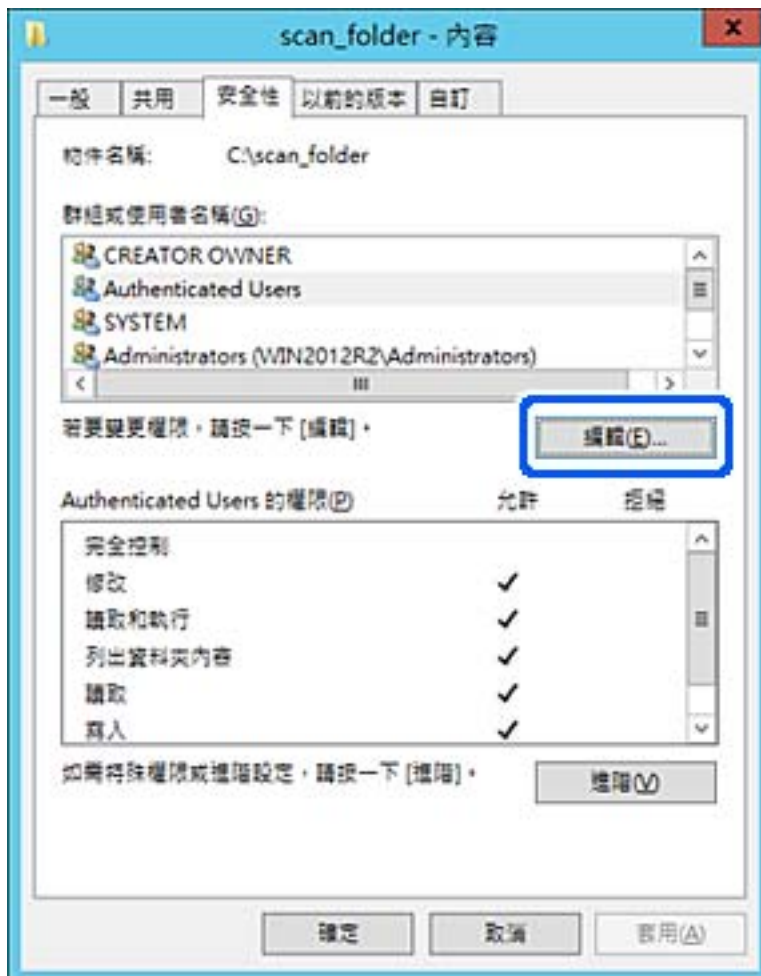 scan_folder - 內容
一般 共用 安全性 以前的版本 自訂
物件名稱: C:\scan_folder
群組或使用者名稱(G):
CREATOR OWNER
Authenticated Users
SYSTEM
Administrators (WIN2012R2\Administrators)
若要變更權限，請按一下 [編輯]。 編輯(E)...
Authenticated Users 的權限(P) 允許 拒絕
完全控制
修改
讀取和執行
列出資料夾內容
讀取
寫入
如需特殊權限或進階設定，請按一下 [進階]。 進階(V)
確定 取消 套用(A)